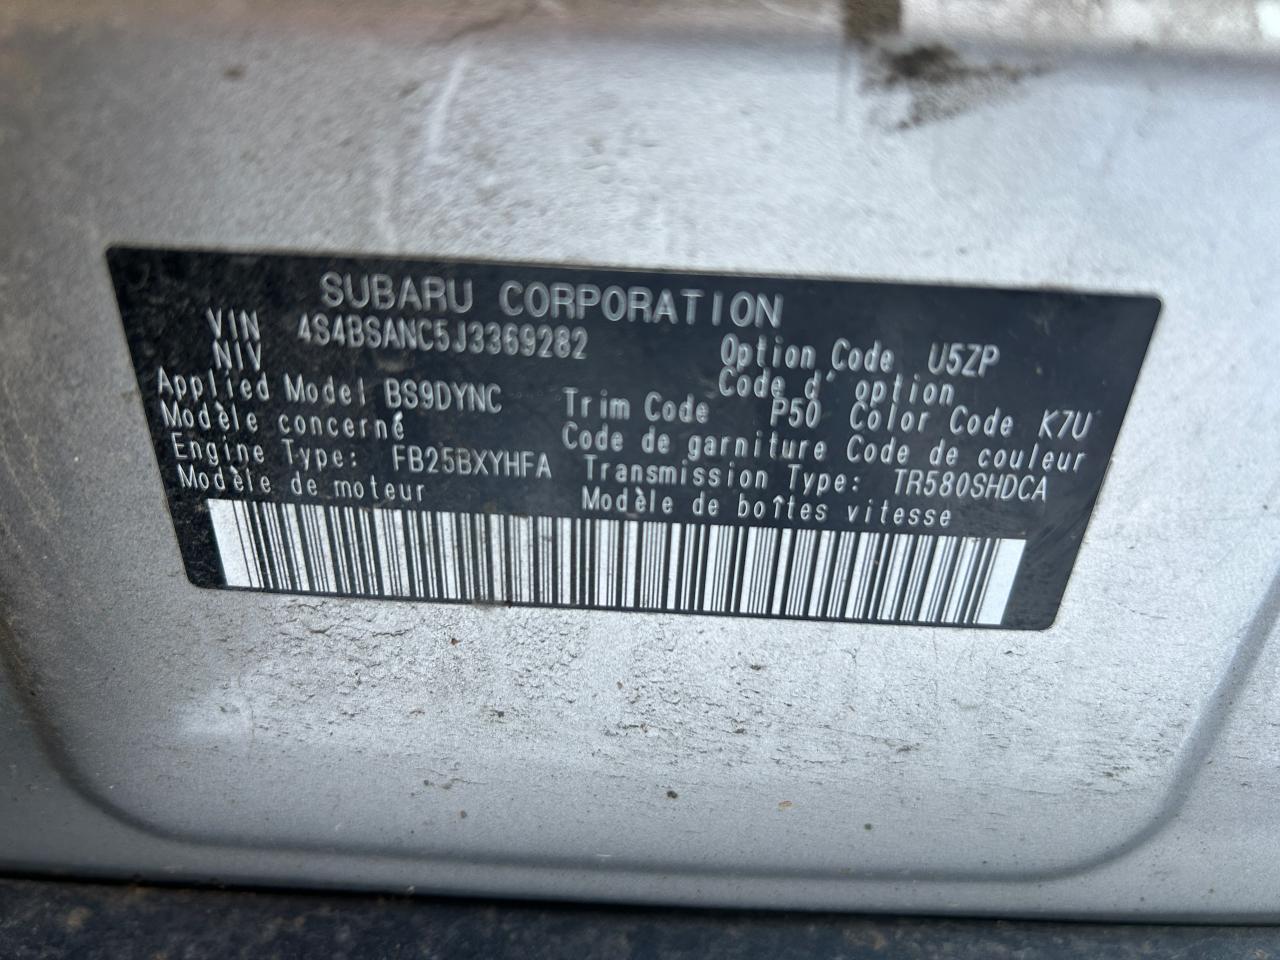 SUBARU CORPORATION
VIN 4S4BSANC5J3369282
NIV
Option Code U5ZP
Code d'option
Applied Model BS9DYNC
Modèle concerné
Trim Code P50 Color Code K7U
Code de garniture Code de couleur
Engine Type: FB25BXYHFA
Modèle de moteur
Transmission Type: TR580SHDCA
Modèle de boîtes vitesse